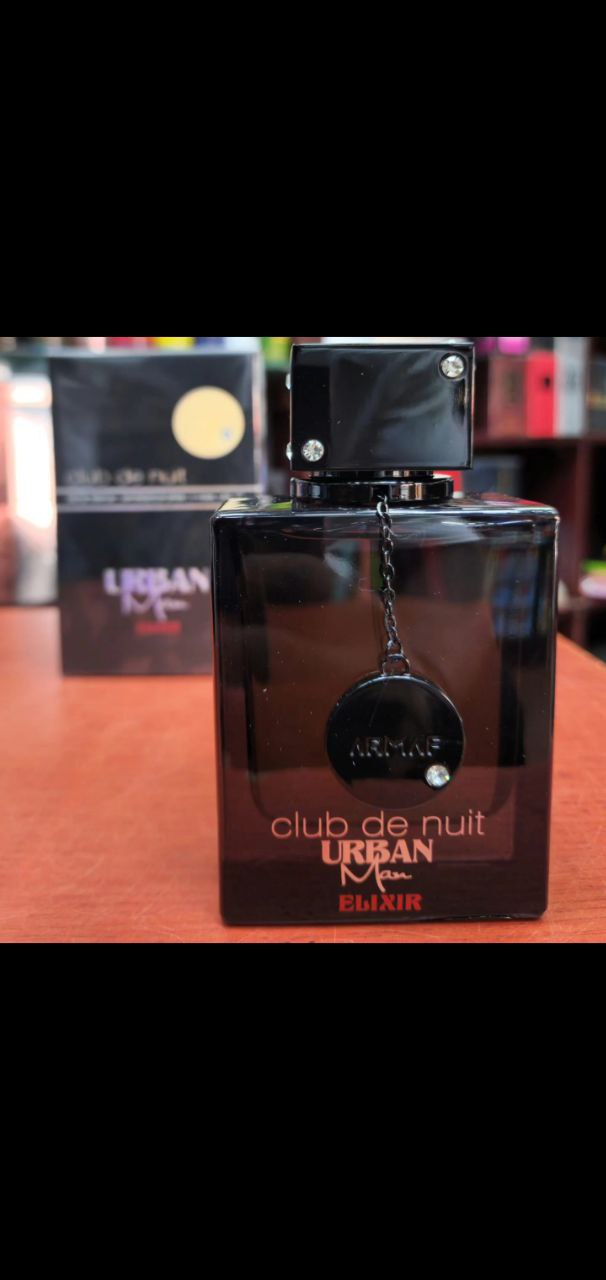 club de nuit
URBAN
Man
ARMAF
club de nuit
URBAN
Man
ELIXIR